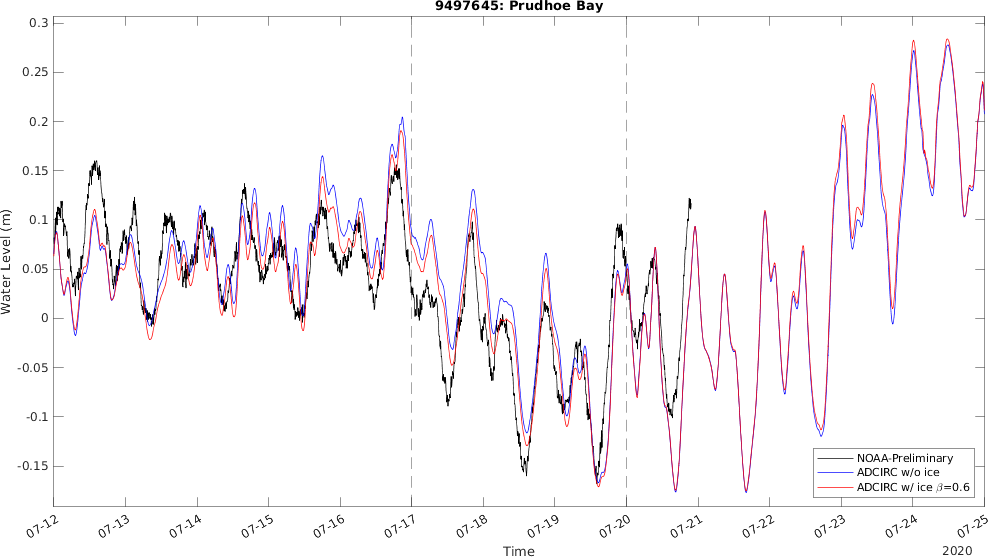 9497645: Prudhoe Bay
Water Level (m)
0.3
0.25
0.2
0.15
0.1
0.05
0
-0.05
-0.1
-0.15
NOAA-Preliminary
ADCIRC w/o ice
ADCIRC w/ ice β=0.6
07-12 07-13 07-14 07-15 07-16 07-17 07-18 07-19 07-20 07-21 07-22 07-23 07-24 07-25
Time
2020